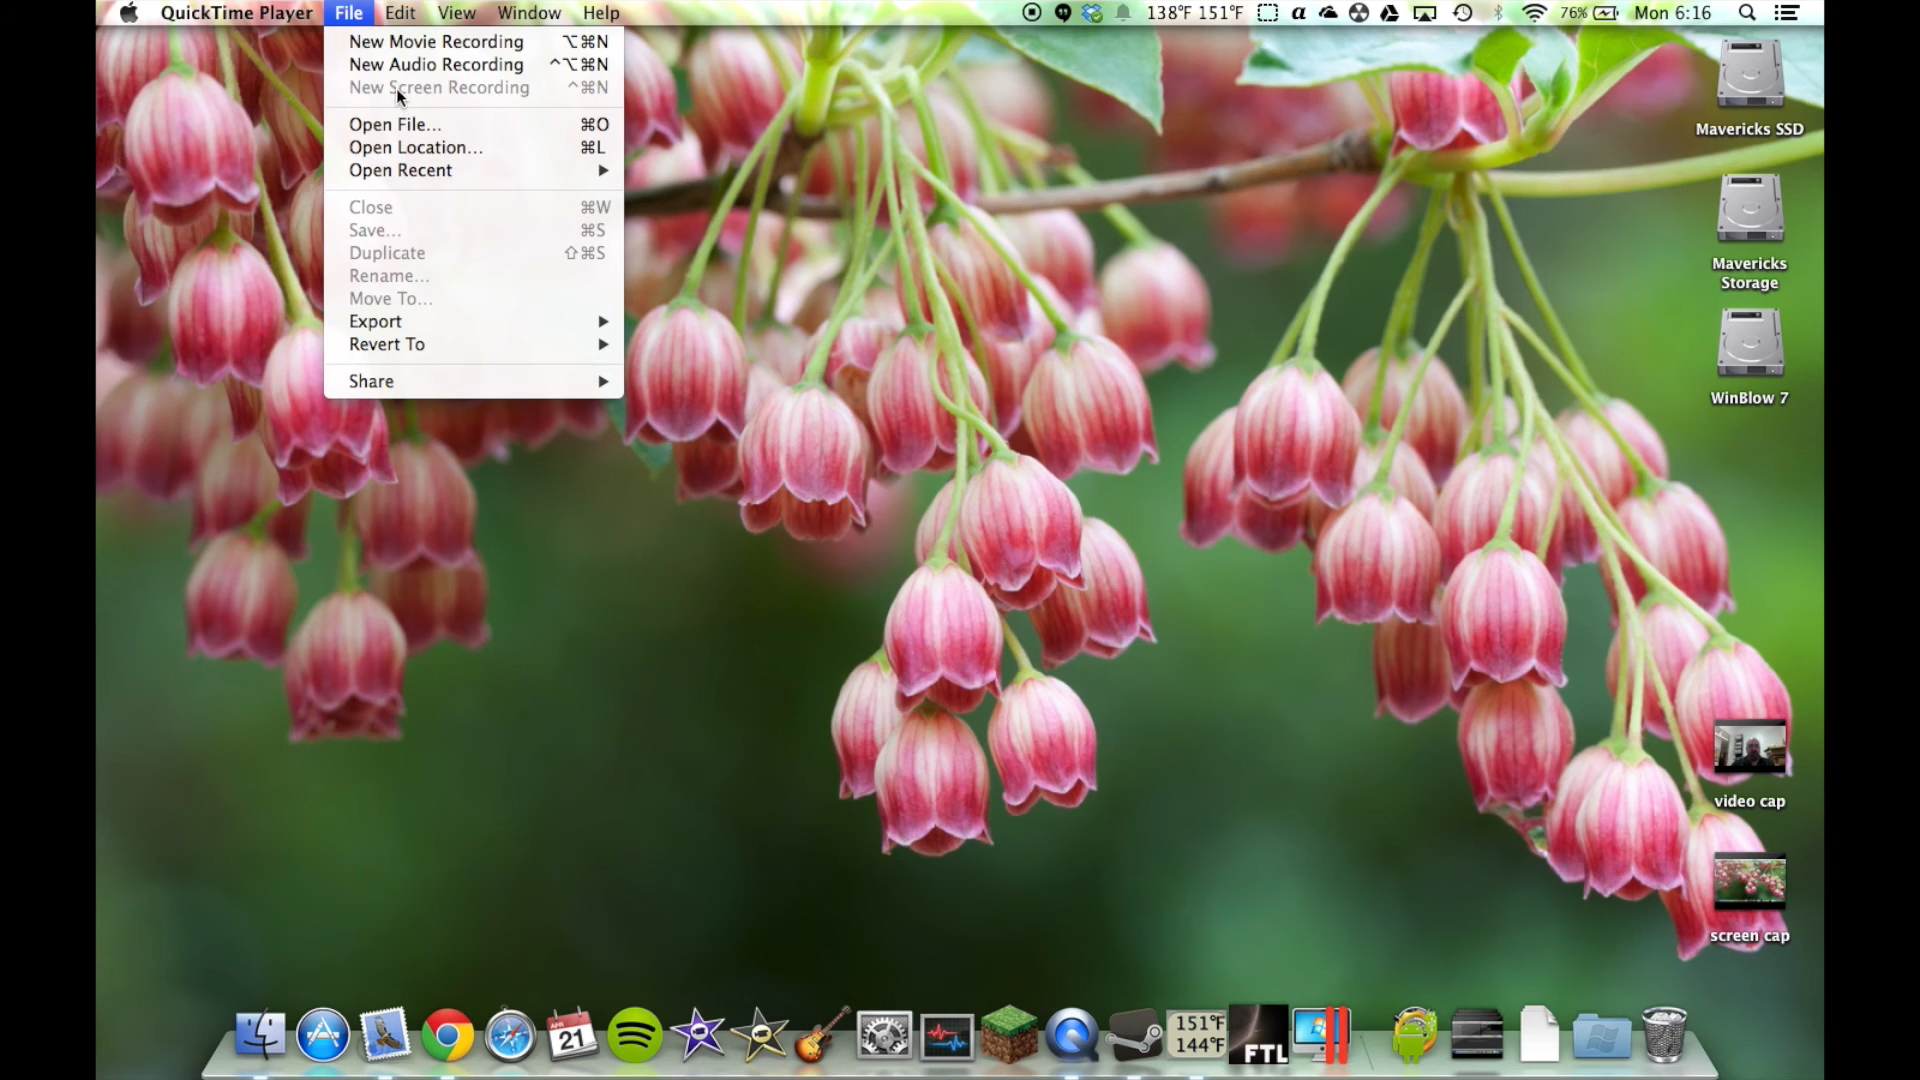 QuickTime Player File Edit View Window Help 138°F 151°F a 76% Mon 6:16
New Movie Recording ⌥⌘N
New Audio Recording ^⌥⌘N
New Screen Recording ^⌘N
Open File... ⌘O
Open Location... ⌘L
Open Recent
Close ⌘W
Save... ⌘S
Duplicate ⇧⌘S
Rename...
Move To...
Export
Revert To
Share
Mavericks SSD
Mavericks
Storage
WinBlow 7
video cap
screen cap
APR
21
151°F
144°F
FTL